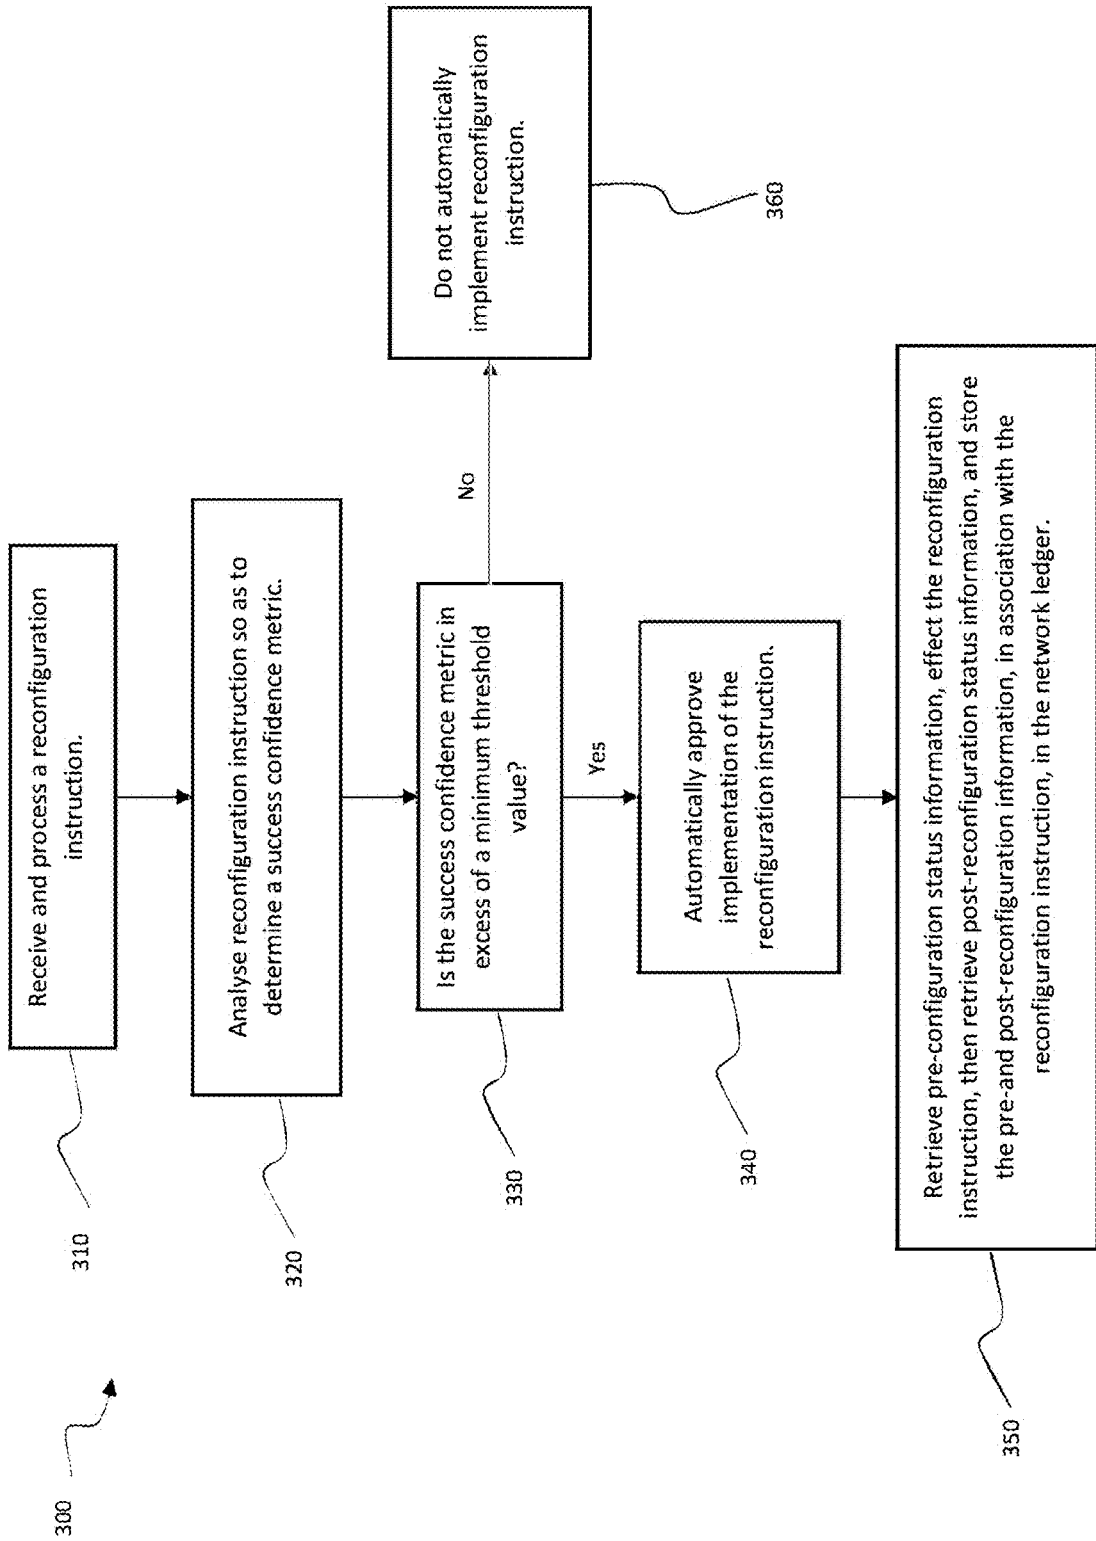 300
310
Receive and process a reconfiguration
instruction.
320
Analyse reconfiguration instruction so as to
determine a success confidence metric.
330
Is the success confidence metric in
excess of a minimum threshold
value?
No
Do not automatically
implement reconfiguration
instruction.
360
Yes
340
Automatically approve
implementation of the
reconfiguration instruction.
350
Retrieve pre-configuration status information, effect the reconfiguration
instruction, then retrieve post-reconfiguration status information, and store
the pre-and post-reconfiguration information, in association with the
reconfiguration instruction, in the network ledger.